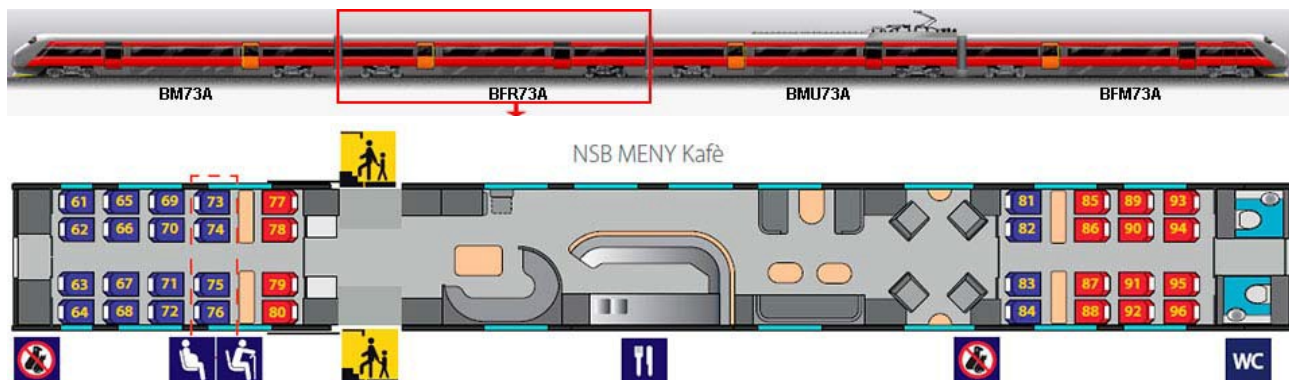 BM73A BFR73A BMU73A BFM73A
NSB MENY Kafè
61 65 69 73 77 81 85 89 93
62 66 70 74 78 82 86 90 94
63 67 71 75 79 83 87 91 95
64 68 72 76 80 84 88 92 96
WC